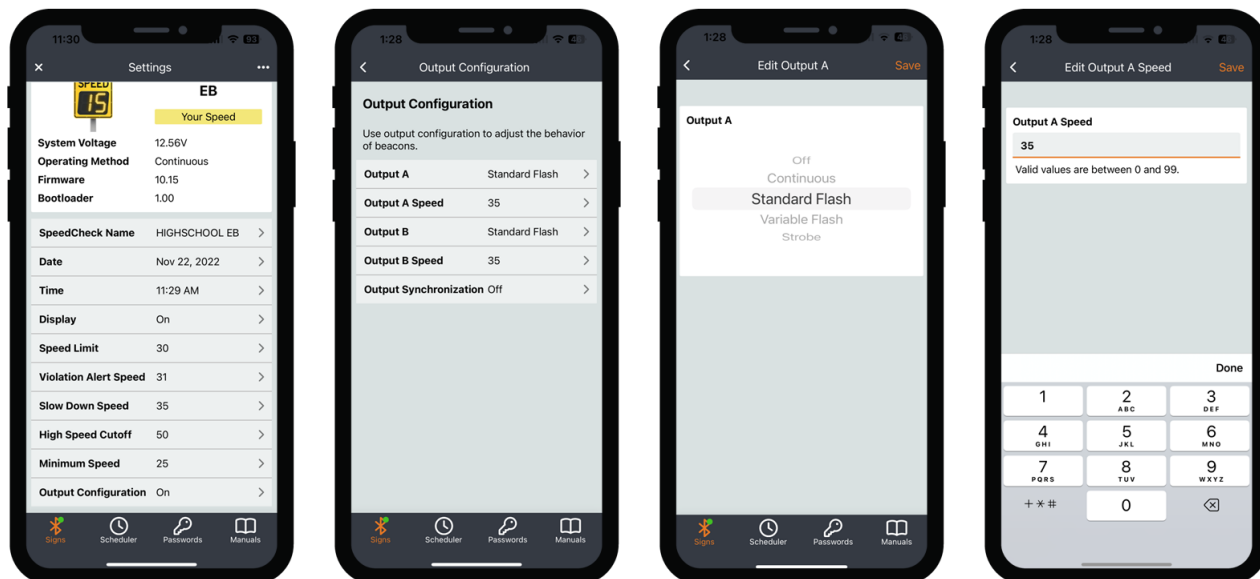 11:30
93
Settings
SPEED
15
EB
Your Speed
System Voltage 12.56V
Operating Method Continuous
Firmware 10.15
Bootloader 1.00
SpeedCheck Name HIGHSCHOOL EB
Date Nov 22, 2022
Time 11:29 AM
Display On
Speed Limit 30
Violation Alert Speed 31
Slow Down Speed 35
High Speed Cutoff 50
Minimum Speed 25
Output Configuration On
Signs Scheduler Passwords Manuals
1:28
Output Configuration
Output Configuration
Use output configuration to adjust the behavior
of beacons.
Output A Standard Flash
Output A Speed 35
Output B Standard Flash
Output B Speed 35
Output Synchronization Off
Signs Scheduler Passwords Manuals
1:28
Edit Output A Save
Output A
Off
Continuous
Standard Flash
Variable Flash
Strobe
Signs Scheduler Passwords Manuals
1:28
Edit Output A Speed Save
Output A Speed
35
Valid values are between 0 and 99.
Done
1 2 3
ABC DEF
4 5 6
GHI JKL MNO
7 8 9
PQRS TUV WXYZ
+*# 0